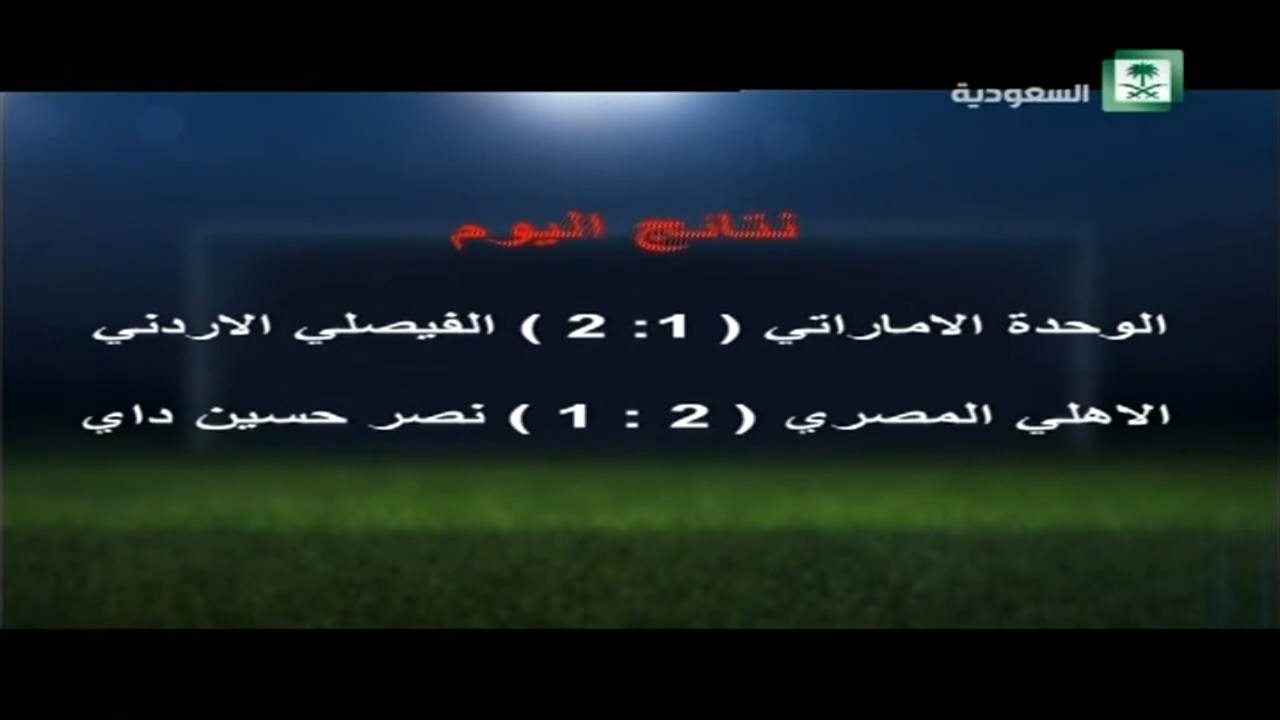 السعودية
نتائج اليوم
الوحدة الاماراتي ( 1: 2 ) الفيصلي الاردني
الاهلي المصري ( 2 : 1 ) نصر حسين داي